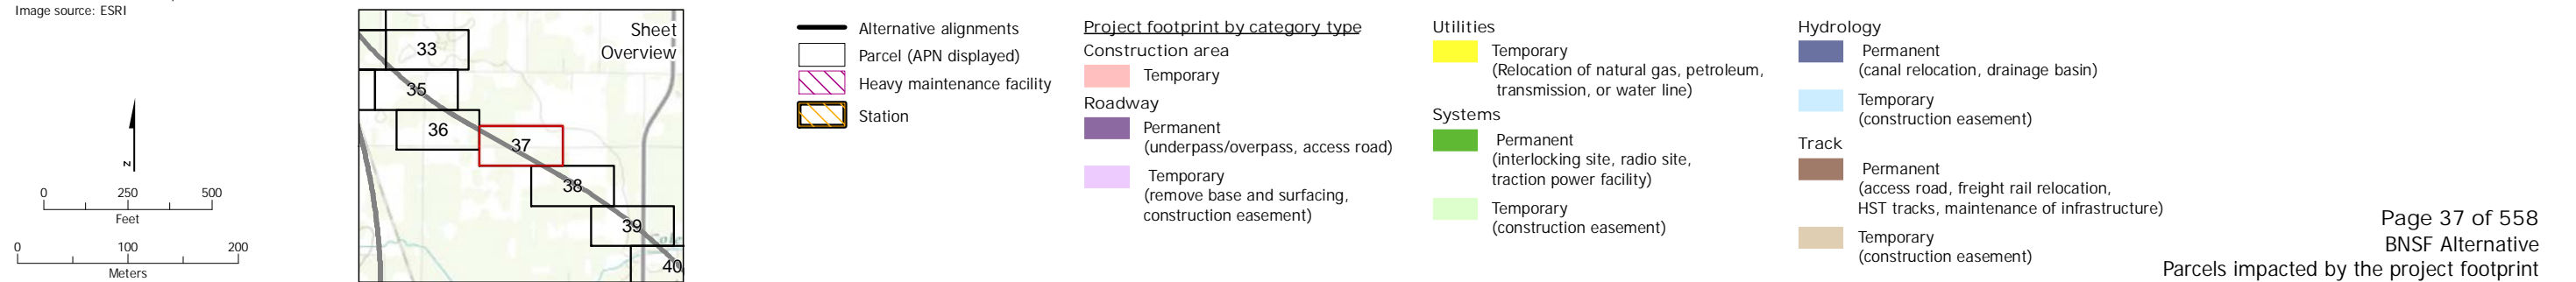 Image source: ESRI
N
0 250 500
Feet
0 100 200
Meters
Sheet
Overview
33
35
36
37
38
39
40
Alternative alignments
Parcel (APN displayed)
Heavy maintenance facility
Station
Project footprint by category type
Construction area
Temporary
Roadway
Permanent
(underpass/overpass, access road)
Temporary
(remove base and surfacing,
construction easement)
Utilities
Temporary
(Relocation of natural gas, petroleum,
transmission, or water line)
Systems
Permanent
(interlocking site, radio site,
traction power facility)
Temporary
(construction easement)
Hydrology
Permanent
(canal relocation, drainage basin)
Temporary
(construction easement)
Track
Permanent
(access road, freight rail relocation,
HST tracks, maintenance of infrastructure)
Temporary
(construction easement)
Page 37 of 558
BNSF Alternative
Parcels impacted by the project footprint